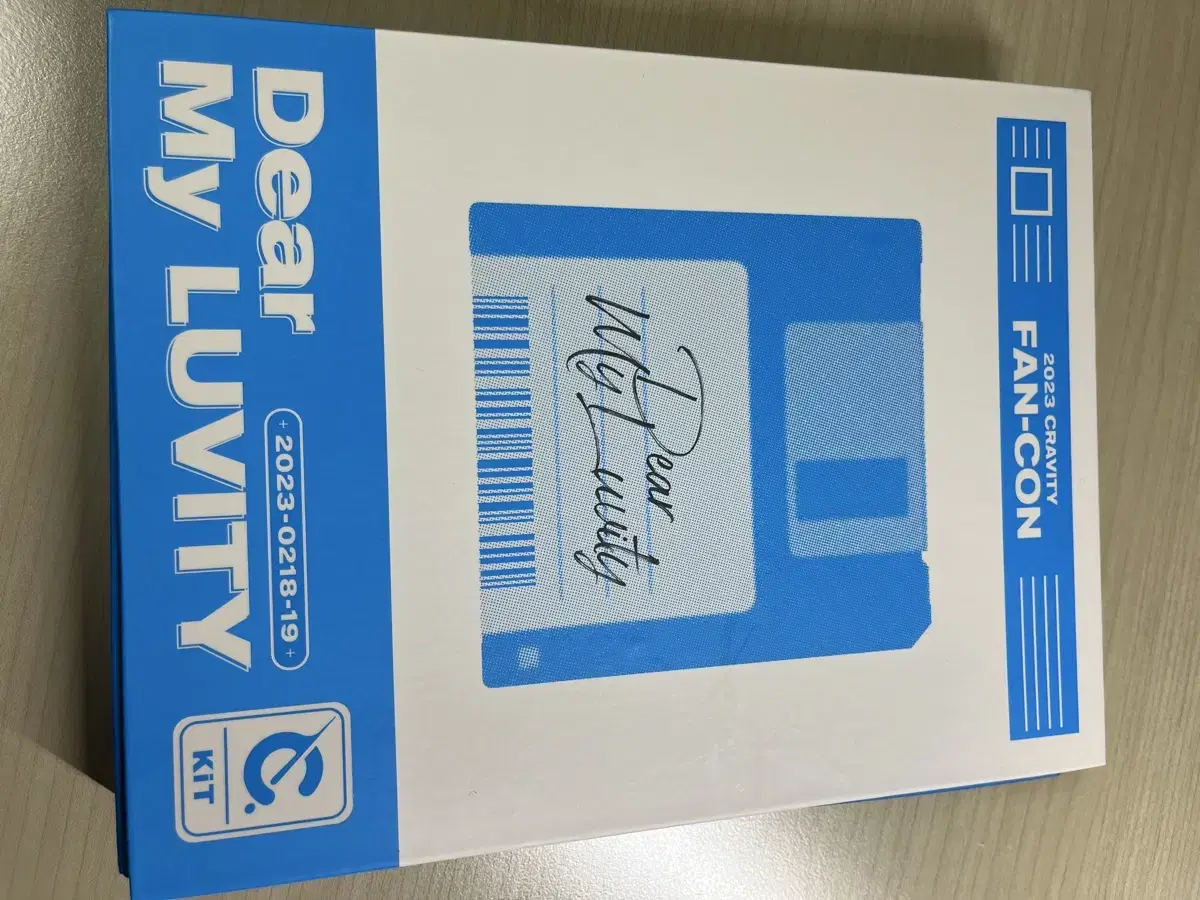 2023 CRAVITY
FAN-CON
Dear
My Luvity
Dear
My LUVITY
+ 2023-0218-19 +
C.
KiT